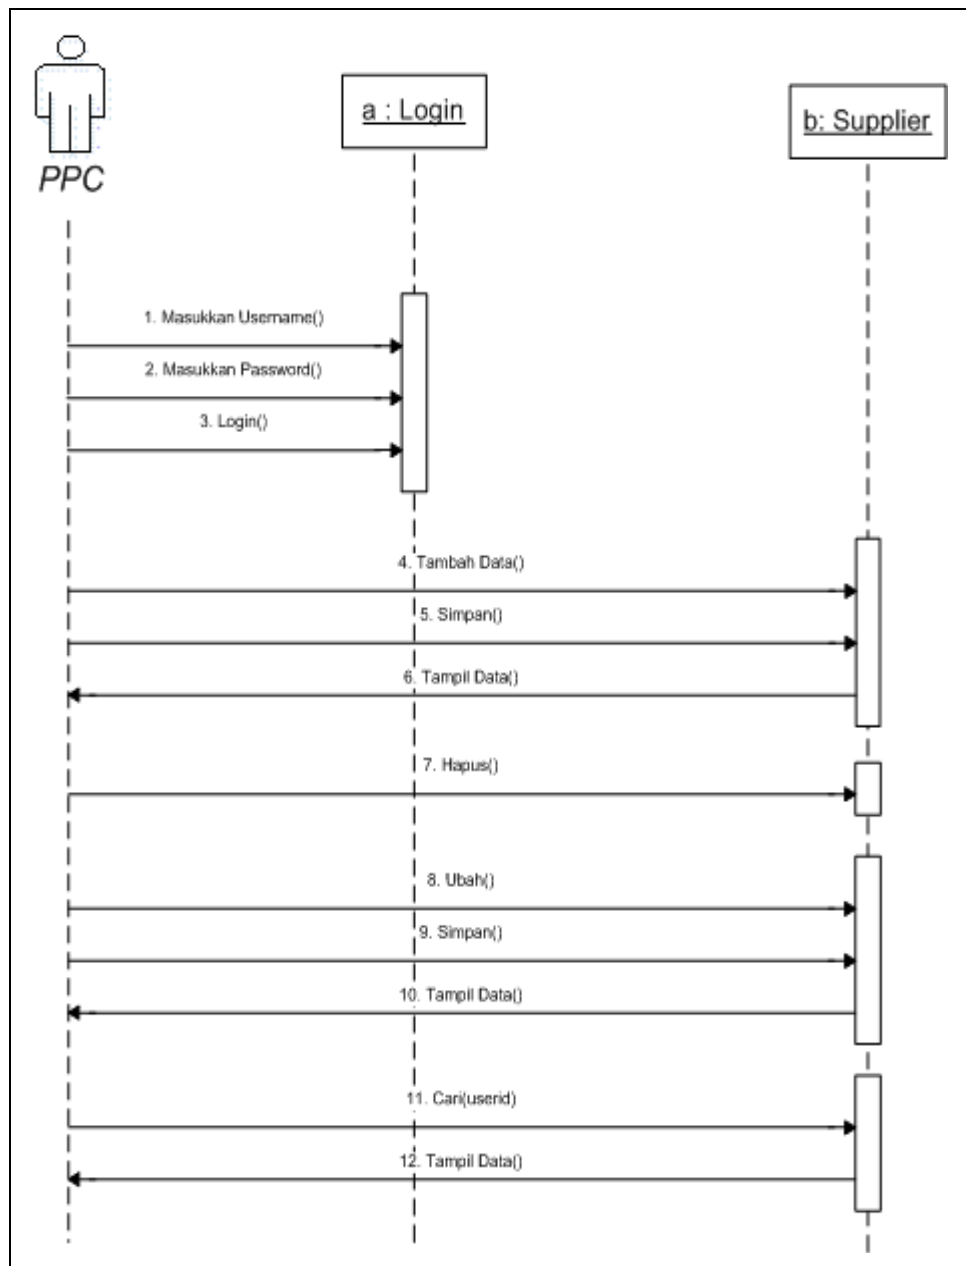 PPC
a : Login
b: Supplier
1. Masukkan Username()
2. Masukkan Password()
3. Login()
4. Tambah Data()
5. Simpan()
6. Tampil Data()
7. Hapus()
8. Ubah()
9. Simpan()
10. Tampil Data()
11. Cari(userid)
12. Tampil Data()